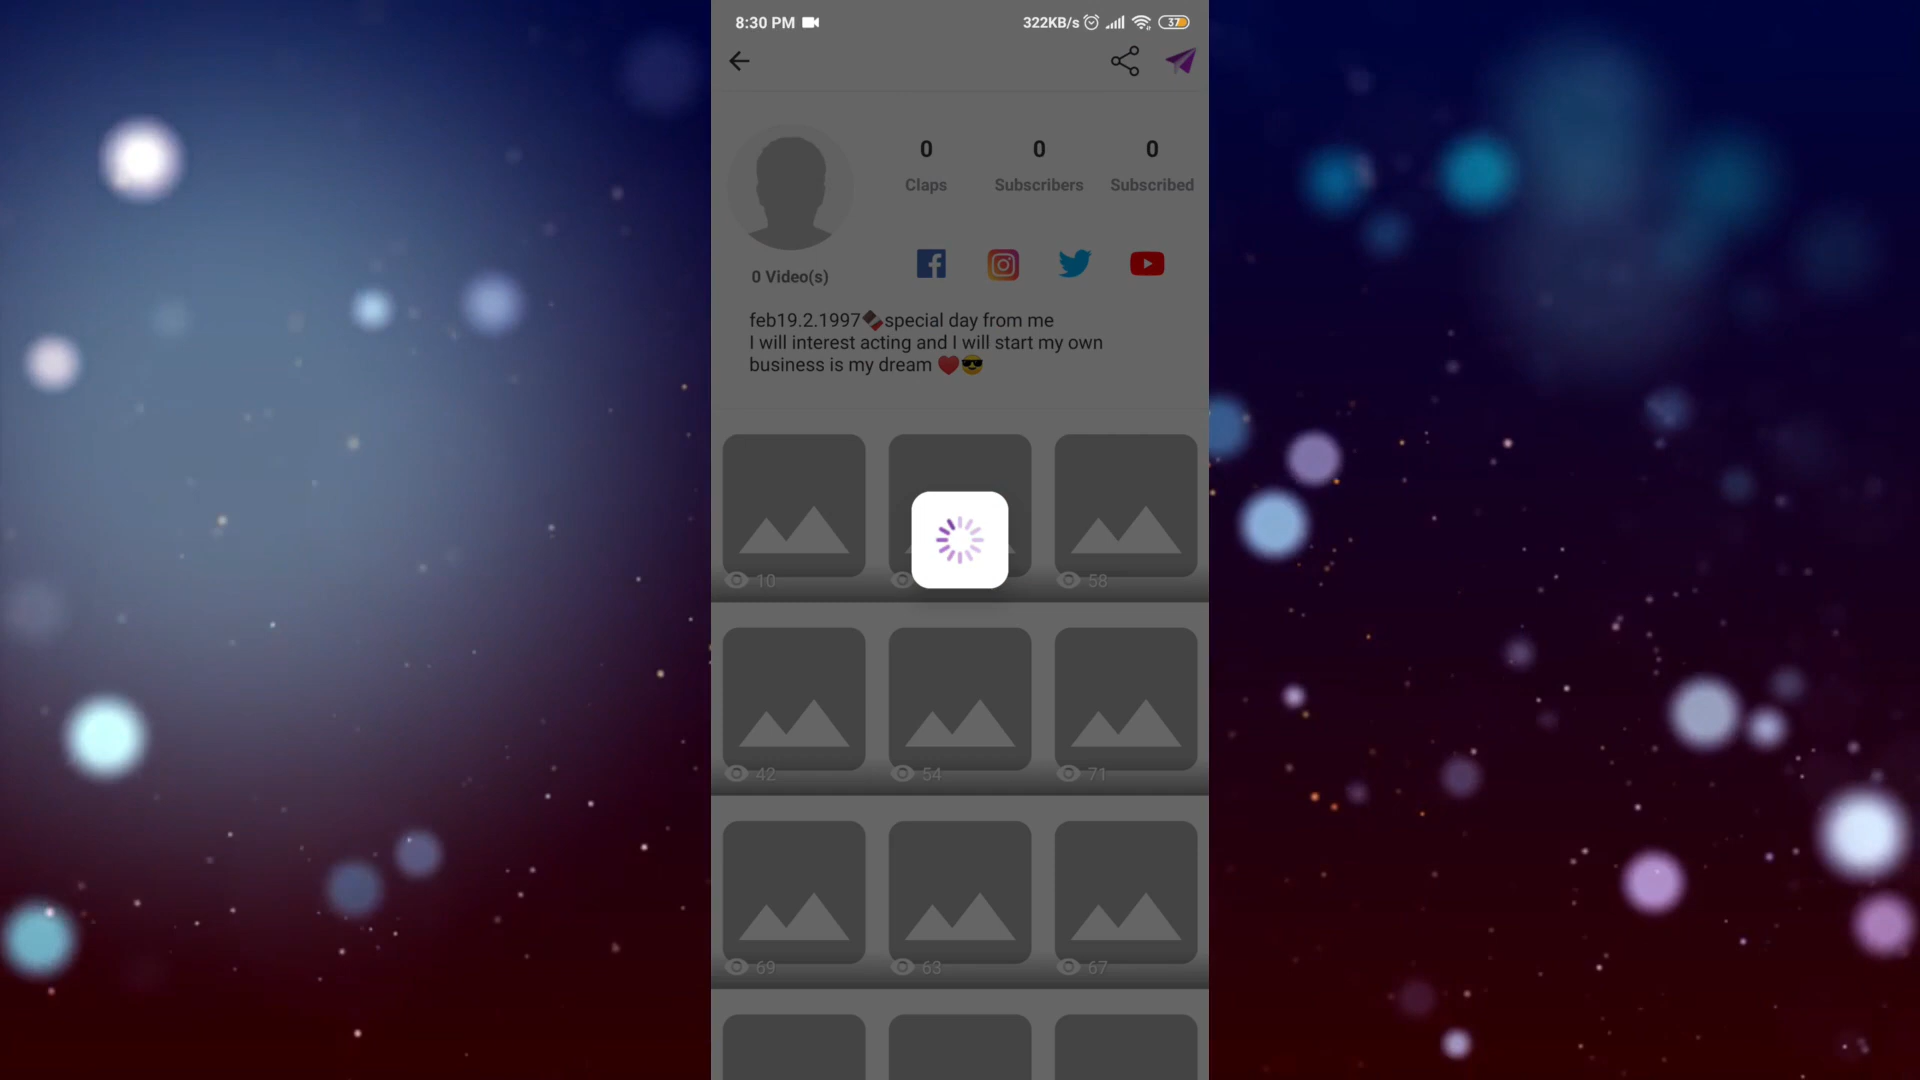 8:30 PM
322KB/s
37
0
0
0
Claps
Subscribers
Subscribed
0 Video(s)
feb19.2.1997🍫special day from me
I will interest acting and I will start my own
business is my dream ❤️😎
10
58
42
54
71
69
63
67